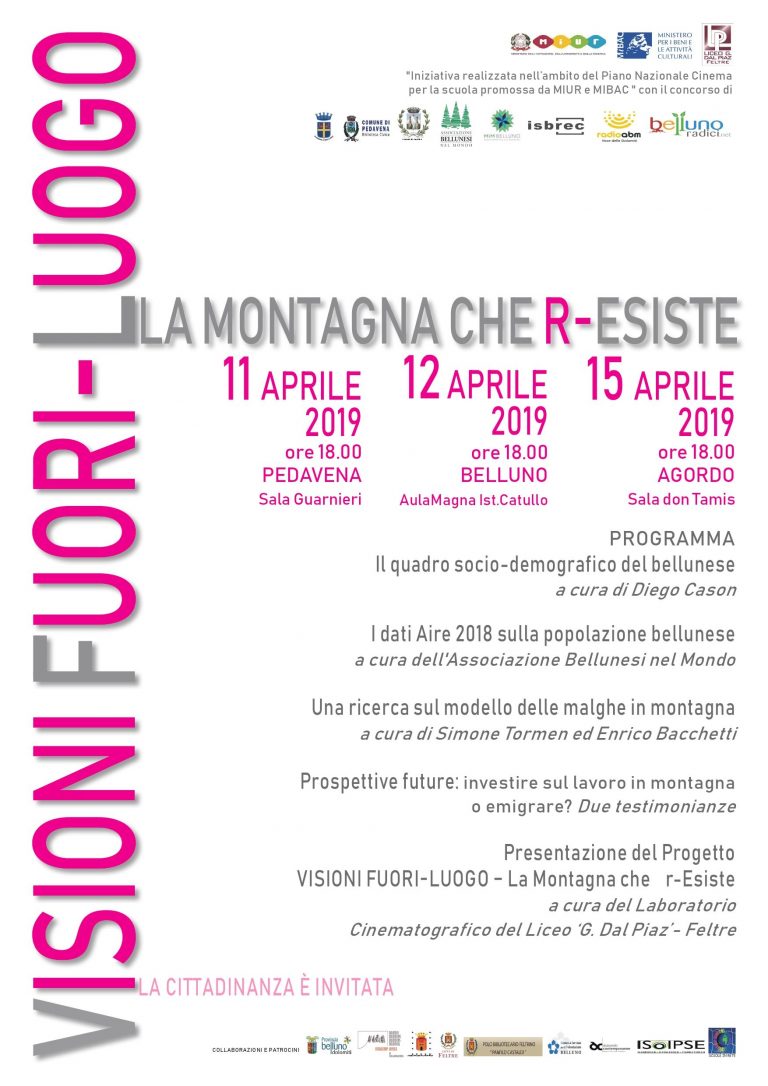 MIUR
MiBAC
MINISTERO
PER I BENI E
LE ATTIVITÀ
CULTURALI
LICEO G.
DAL PIAZ
FELTRE
"Iniziativa realizzata nell'ambito del Piano Nazionale Cinema
per la scuola promossa da MIUR e MIBAC " con il concorso di
COMUNE DI
PEDAVENA
ASSOCIAZIONE
BELLUNESI
NEL MONDO
MIM BELLUNO
isbrec
radioabm
belluno
radici.net
VISIONI FUORI-LUOGO
LA MONTAGNA CHE R-ESISTE
11 APRILE
2019
ore 18.00
PEDAVENA
Sala Guarnieri
12 APRILE
2019
ore 18.00
BELLUNO
AulaMagna Ist.Catullo
15 APRILE
2019
ore 18.00
AGORDO
Sala don Tamis
PROGRAMMA
Il quadro socio-demografico del bellunese
a cura di Diego Cason
I dati Aire 2018 sulla popolazione bellunese
a cura dell'Associazione Bellunesi nel Mondo
Una ricerca sul modello delle malghe in montagna
a cura di Simone Tormen ed Enrico Bacchetti
Prospettive future: investire sul lavoro in montagna
o emigrare? Due testimonianze
Presentazione del Progetto
VISIONI FUORI-LUOGO – La Montagna che r-Esiste
a cura del Laboratorio
Cinematografico del Liceo ‘G. Dal Piaz’- Feltre
LA CITTADINANZA È INVITATA
COLLABORAZIONI E PATROCINI
Provincia
belluno
dolomiti
FELTRE
POLO BIBLIOTECARIO FELTRINO
"PANFILO CASTALDI"
BELLUNO
ISOIPSE